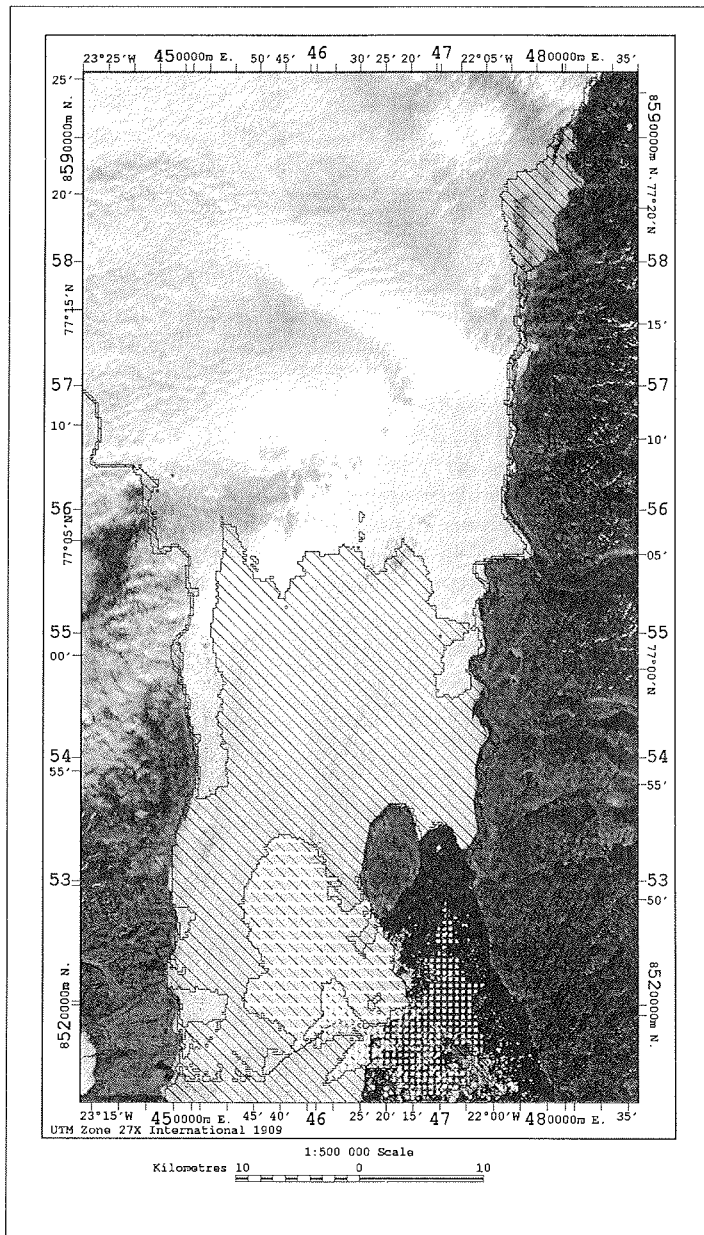 23°25'W 450000m E. 50' 45' 46 30' 25' 20' 47 22°05'W 480000m E. 35'
25'
8590000m N.
8590000m N.
20'
77°20'N
58
58
77°15'N
15'
57
57
10'
10'
56
56
77°05'N
05'
55
55
00'
77°00'N
54
54
55'
55'
53
53
50'
8520000m N.
8520000m N.
23°15'W 450000m E. 45' 40' 46 25' 20' 15' 47 22°00'W 480000m E. 35'
UTM Zone 27X International 1909
1:500 000 Scale
Kilometres 10 0 10